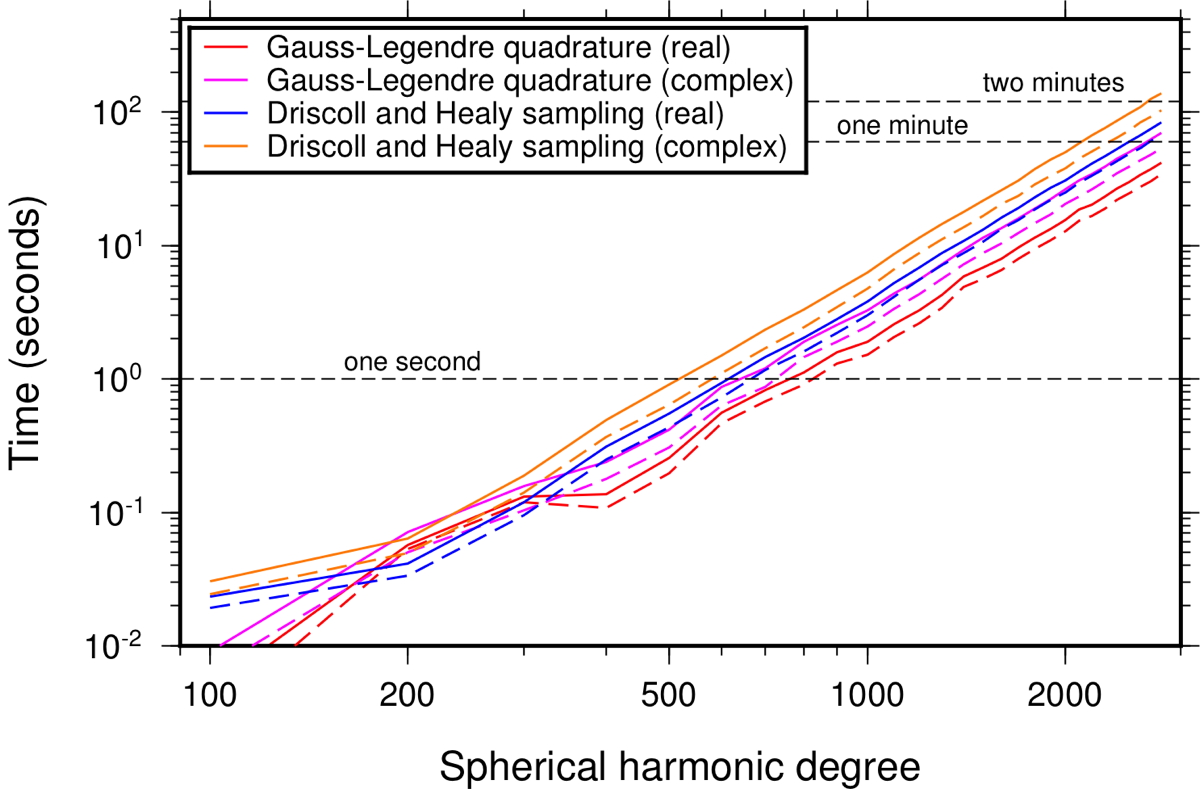 Gauss-Legendre quadrature (real)
Gauss-Legendre quadrature (complex)
Driscoll and Healy sampling (real)
Driscoll and Healy sampling (complex)
two minutes
one minute
one second
10²
10¹
10⁰
10⁻¹
10⁻²
Time (seconds)
100 200 500 1000 2000
Spherical harmonic degree